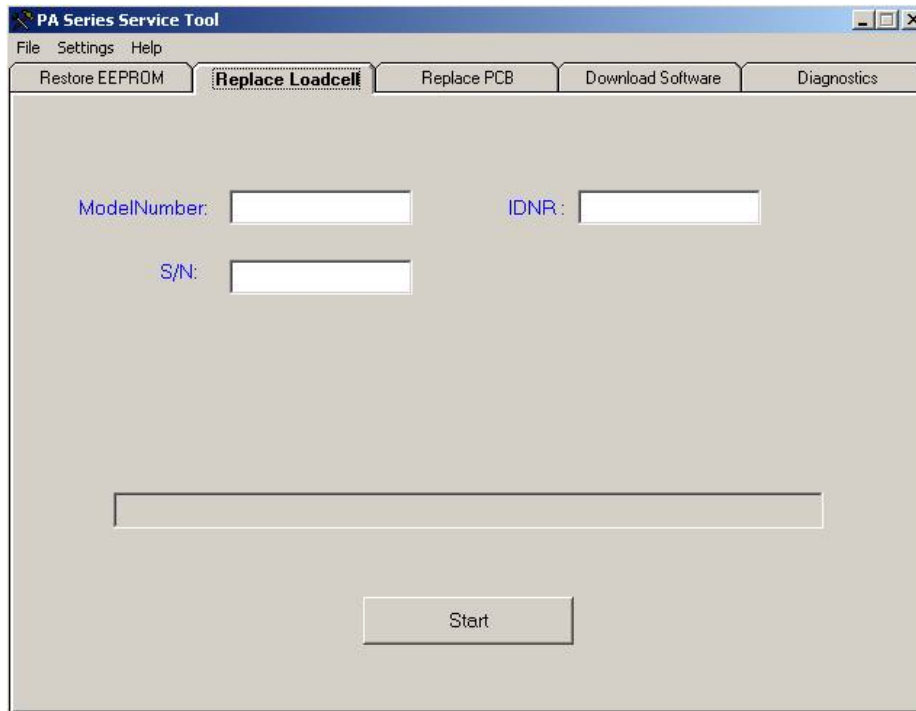 PA Series Service Tool
File Settings Help
Restore EEPROM Replace Loadcell Replace PCB Download Software Diagnostics
ModelNumber: IDNR :
S/N:
Start